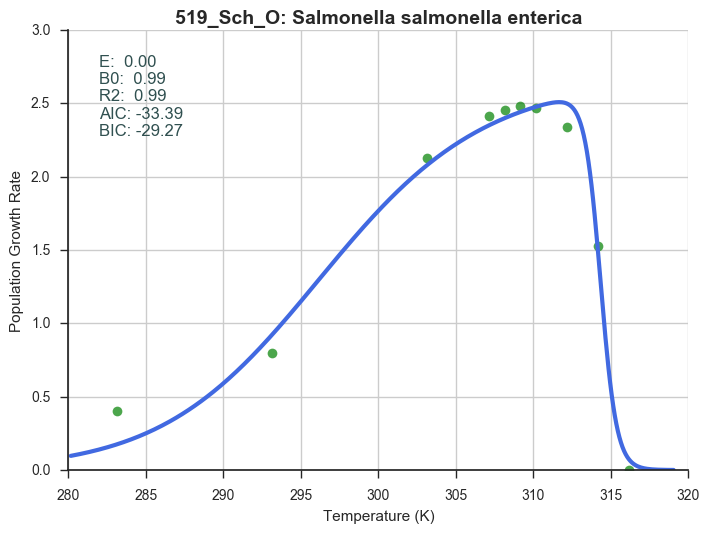 519_Sch_O: Salmonella salmonella enterica
E:  0.00
B0:  0.99
R2:  0.99
AIC: -33.39
BIC: -29.27
Population Growth Rate
3.0
2.5
2.0
1.5
1.0
0.5
0.0
280 285 290 295 300 305 310 315 320
Temperature (K)